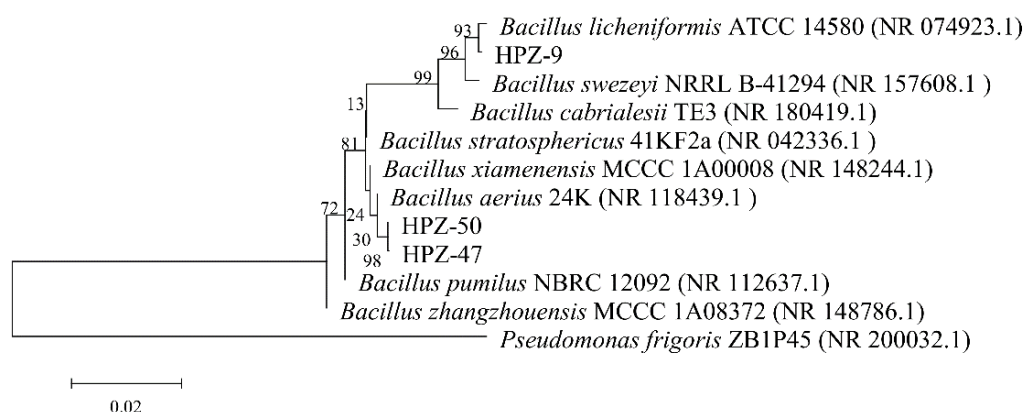 93
Bacillus licheniformis ATCC 14580 (NR 074923.1)
HPZ-9
96
Bacillus swezeyi NRRL B-41294 (NR 157608.1 )
99
Bacillus cabrialesii TE3 (NR 180419.1)
13
Bacillus stratosphericus 41KF2a (NR 042336.1 )
81
Bacillus xiamenensis MCCC 1A00008 (NR 148244.1)
Bacillus aerius 24K (NR 118439.1 )
72
24
HPZ-50
30
HPZ-47
98
Bacillus pumilus NBRC 12092 (NR 112637.1)
Bacillus zhangzhouensis MCCC 1A08372 (NR 148786.1)
Pseudomonas frigoris ZB1P45 (NR 200032.1)
0.02